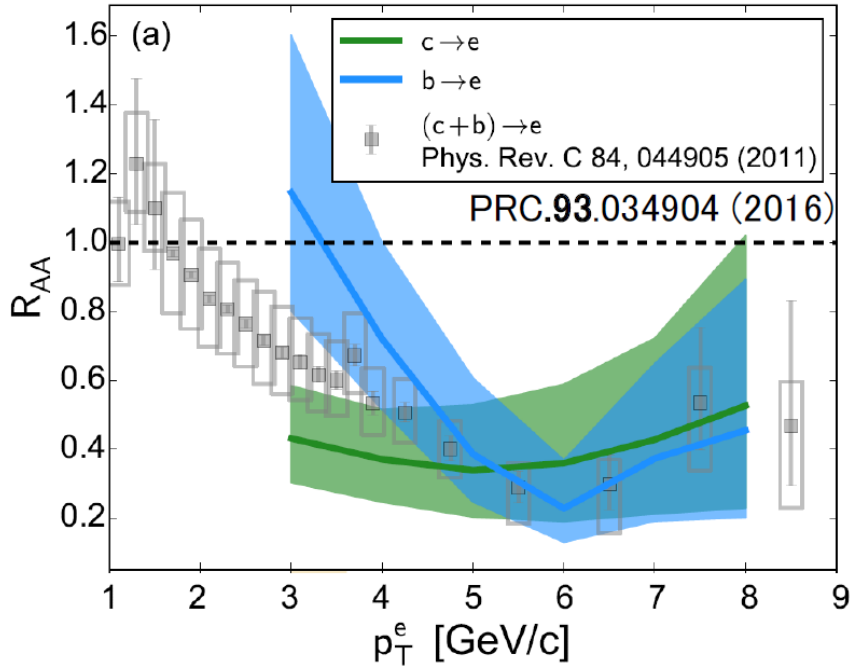 (a)
c→e
b→e
(c+b)→e
Phys. Rev. C 84, 044905 (2011)
PRC.93.034904 (2016)
1.6
1.4
1.2
1.0
0.8
0.6
0.4
0.2
R_AA
1 2 3 4 5 6 7 8 9
p_T^e [GeV/c]